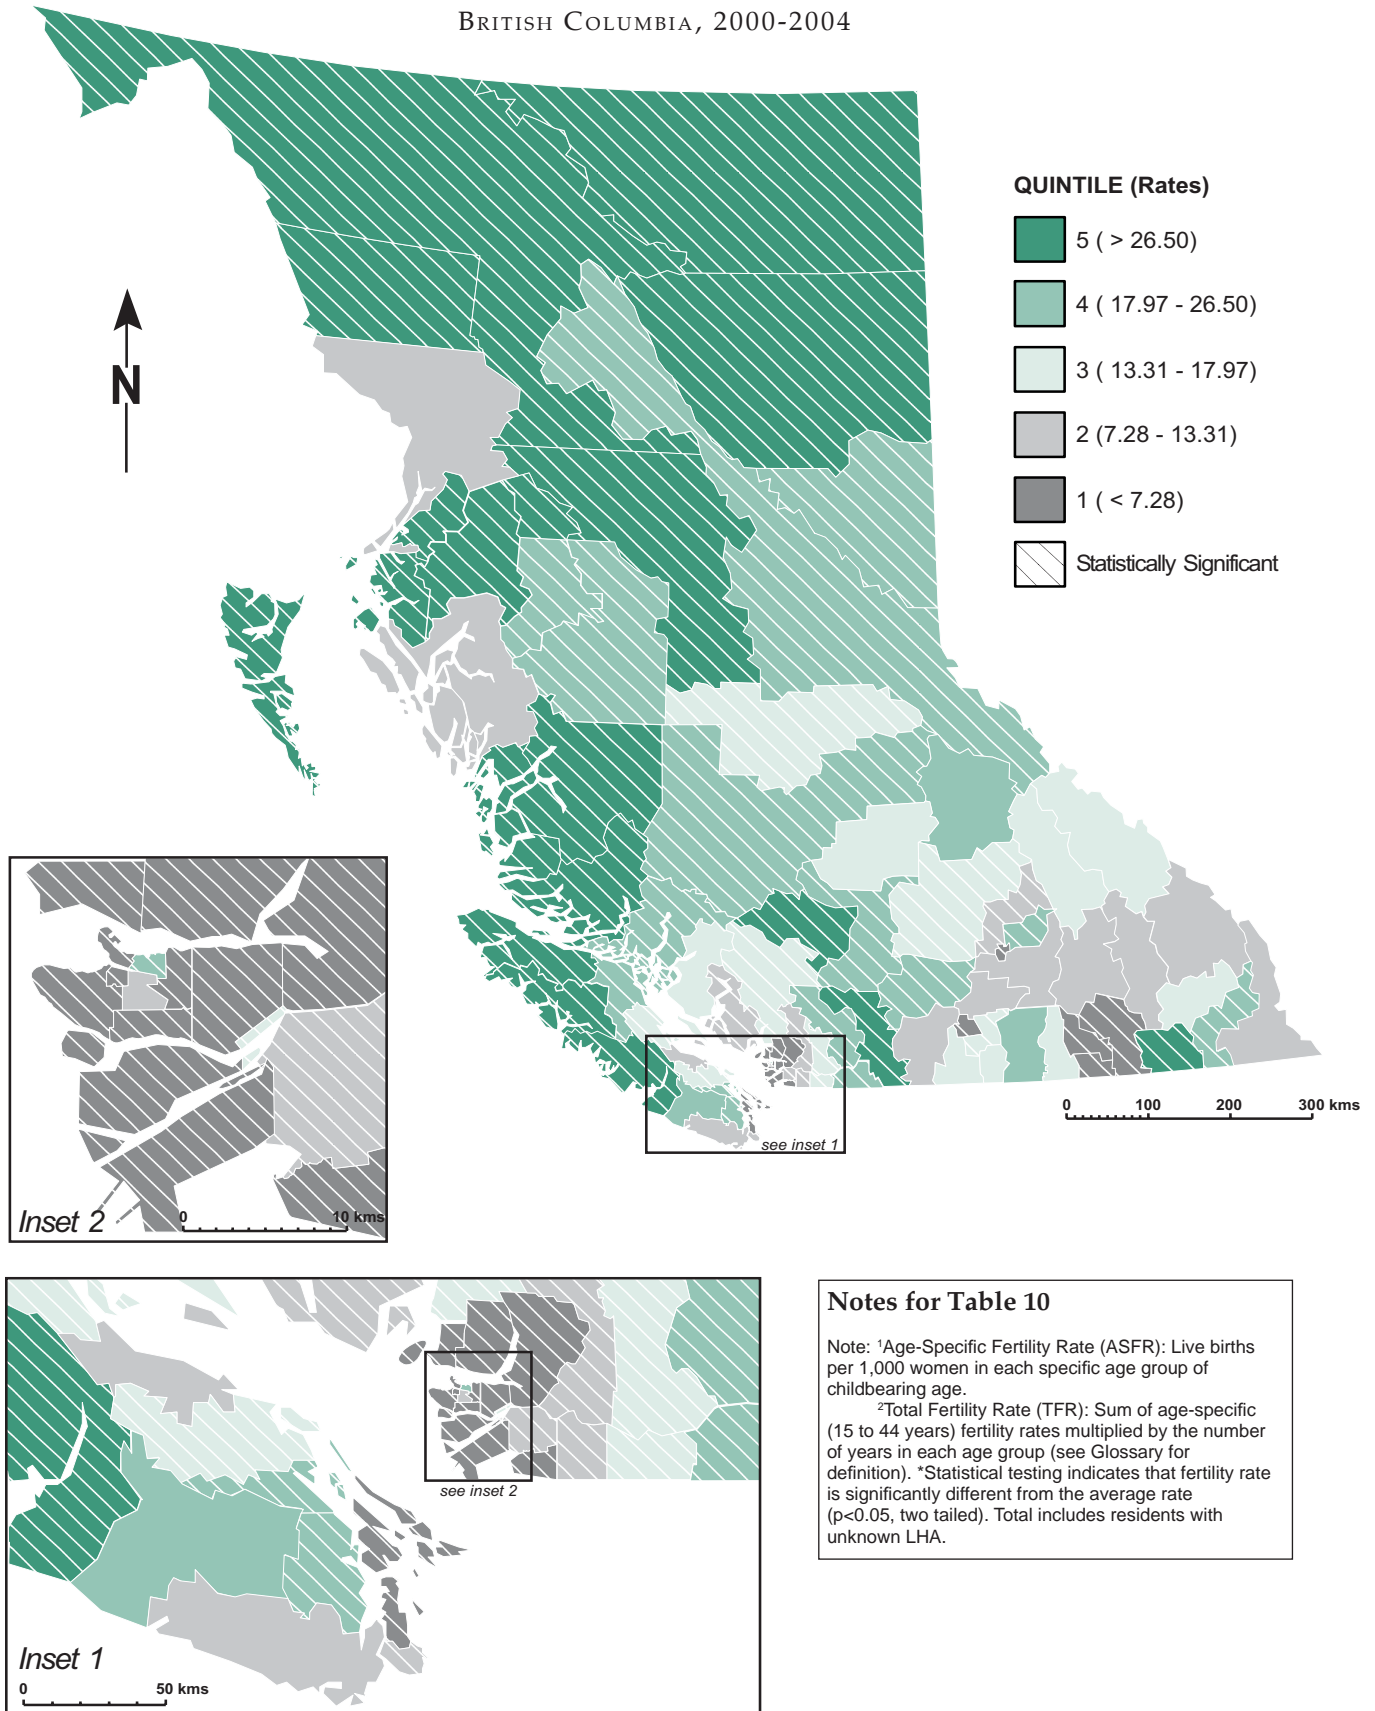 BRITISH COLUMBIA, 2000-2004
QUINTILE (Rates)
5 ( > 26.50)
4 ( 17.97 - 26.50)
3 ( 13.31 - 17.97)
2 (7.28 - 13.31)
1 ( < 7.28)
Statistically Significant
N
0 100 200 300 kms
see inset 1
Inset 2
0 10 kms
see inset 2
Inset 1
0 50 kms
Notes for Table 10
Note: ¹Age-Specific Fertility Rate (ASFR): Live births
per 1,000 women in each specific age group of
childbearing age.
²Total Fertility Rate (TFR): Sum of age-specific
(15 to 44 years) fertility rates multiplied by the number
of years in each age group (see Glossary for
definition). *Statistical testing indicates that fertility rate
is significantly different from the average rate
(p<0.05, two tailed). Total includes residents with
unknown LHA.